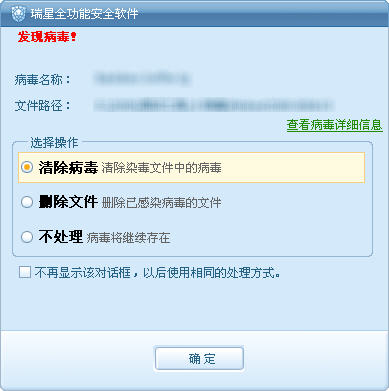 瑞星全功能安全软件
发现病毒!
病毒名称：
文件路径：
查看病毒详细信息
选择操作
清除病毒 清除染毒文件中的病毒
删除文件 删除已感染病毒的文件
不处理 病毒将继续存在
不再显示该对话框，以后使用相同的处理方式。
确 定